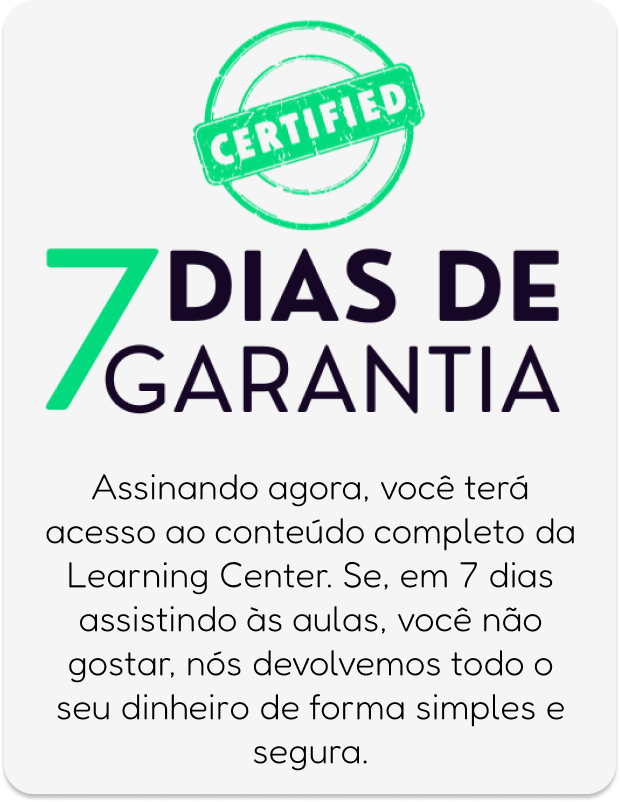 CERTIFIED
7 DIAS DE
GARANTIA
Assinando agora, você terá
acesso ao conteúdo completo da
Learning Center. Se, em 7 dias
assistindo às aulas, você não
gostar, nós devolvemos todo o
seu dinheiro de forma simples e
segura.